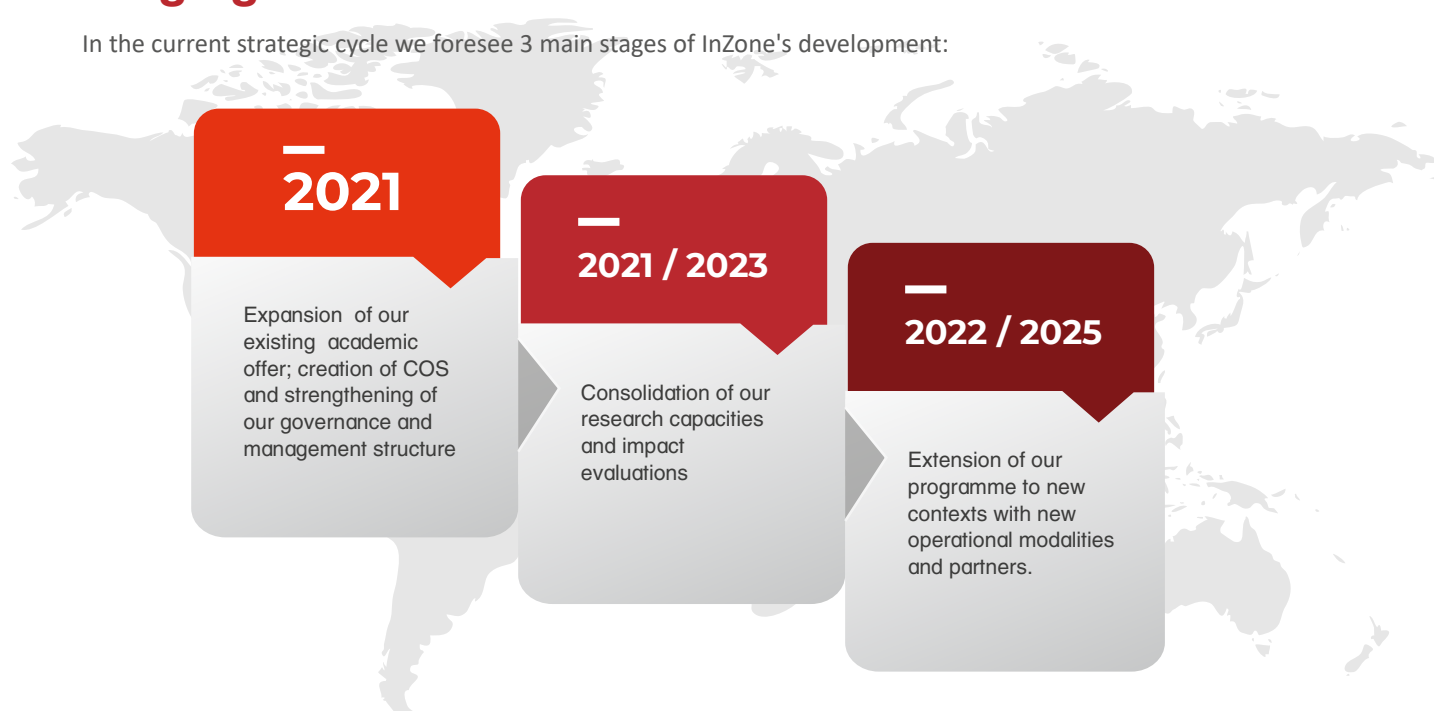 In the current strategic cycle we foresee 3 main stages of InZone's development:
2021
Expansion of our
existing academic
offer; creation of COS
and strengthening of
our governance and
management structure
2021 / 2023
Consolidation of our
research capacities
and impact
evaluations
2022 / 2025
Extension of our
programme to new
contexts with new
operational modalities
and partners.